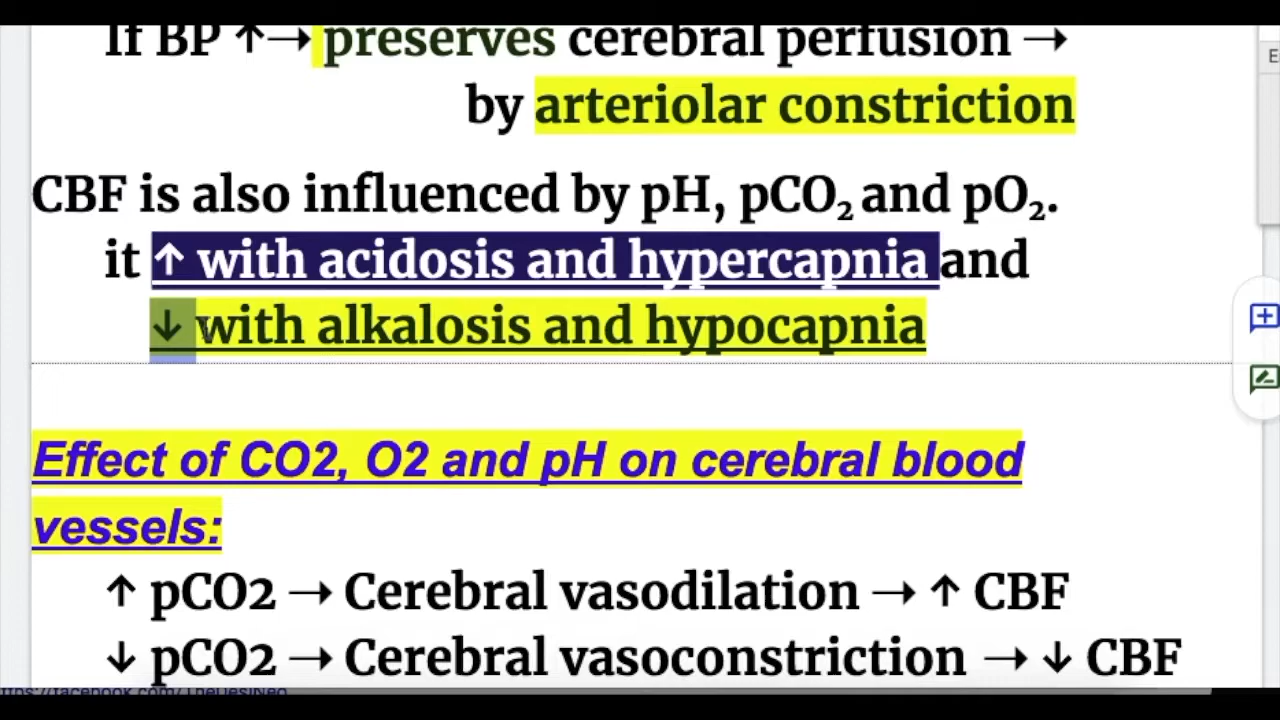 If BP ↑→ preserves cerebral perfusion →
by arteriolar constriction
CBF is also influenced by pH, pCO₂ and pO₂.
it ↑ with acidosis and hypercapnia and
↓ with alkalosis and hypocapnia
Effect of CO2, O2 and pH on cerebral blood
vessels:
↑ pCO2 → Cerebral vasodilation → ↑ CBF
↓ pCO2 → Cerebral vasoconstriction → ↓ CBF
E